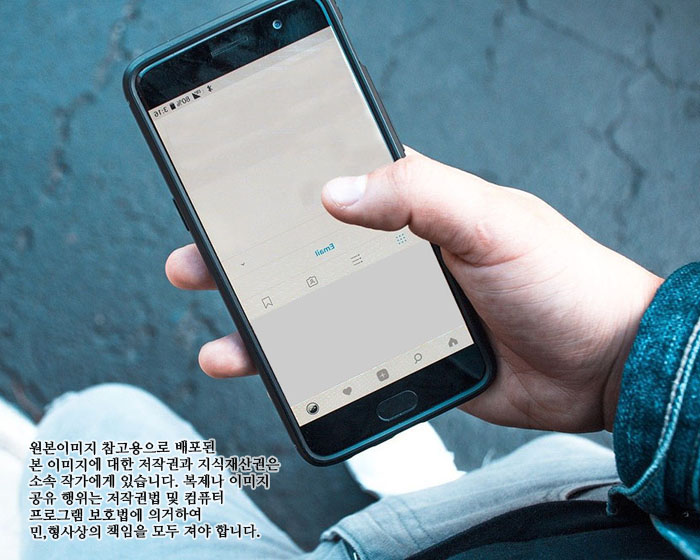 3:16 60%
Email
원본이미지 참고용으로 배포된
본 이미지에 대한 저작권과 지식재산권은
소속 작가에게 있습니다. 복제나 이미지
공유 행위는 저작권법 및 컴퓨터
프로그램 보호법에 의거하여
민,형사상의 책임을 모두 져야 합니다.